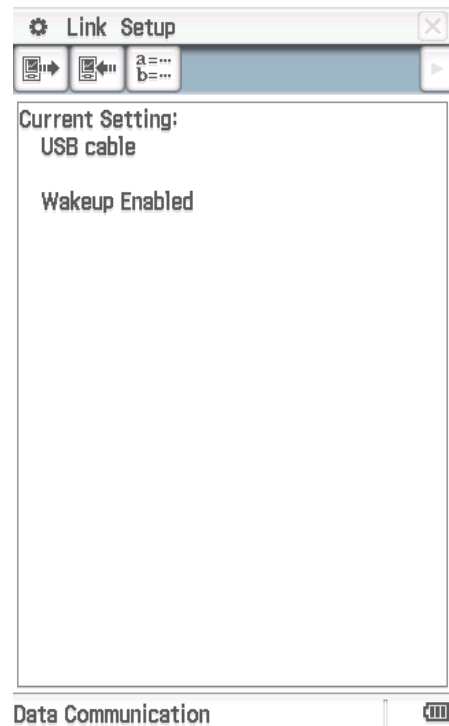 Link Setup
a=...
b=...
Current Setting:
USB cable
Wakeup Enabled
Data Communication